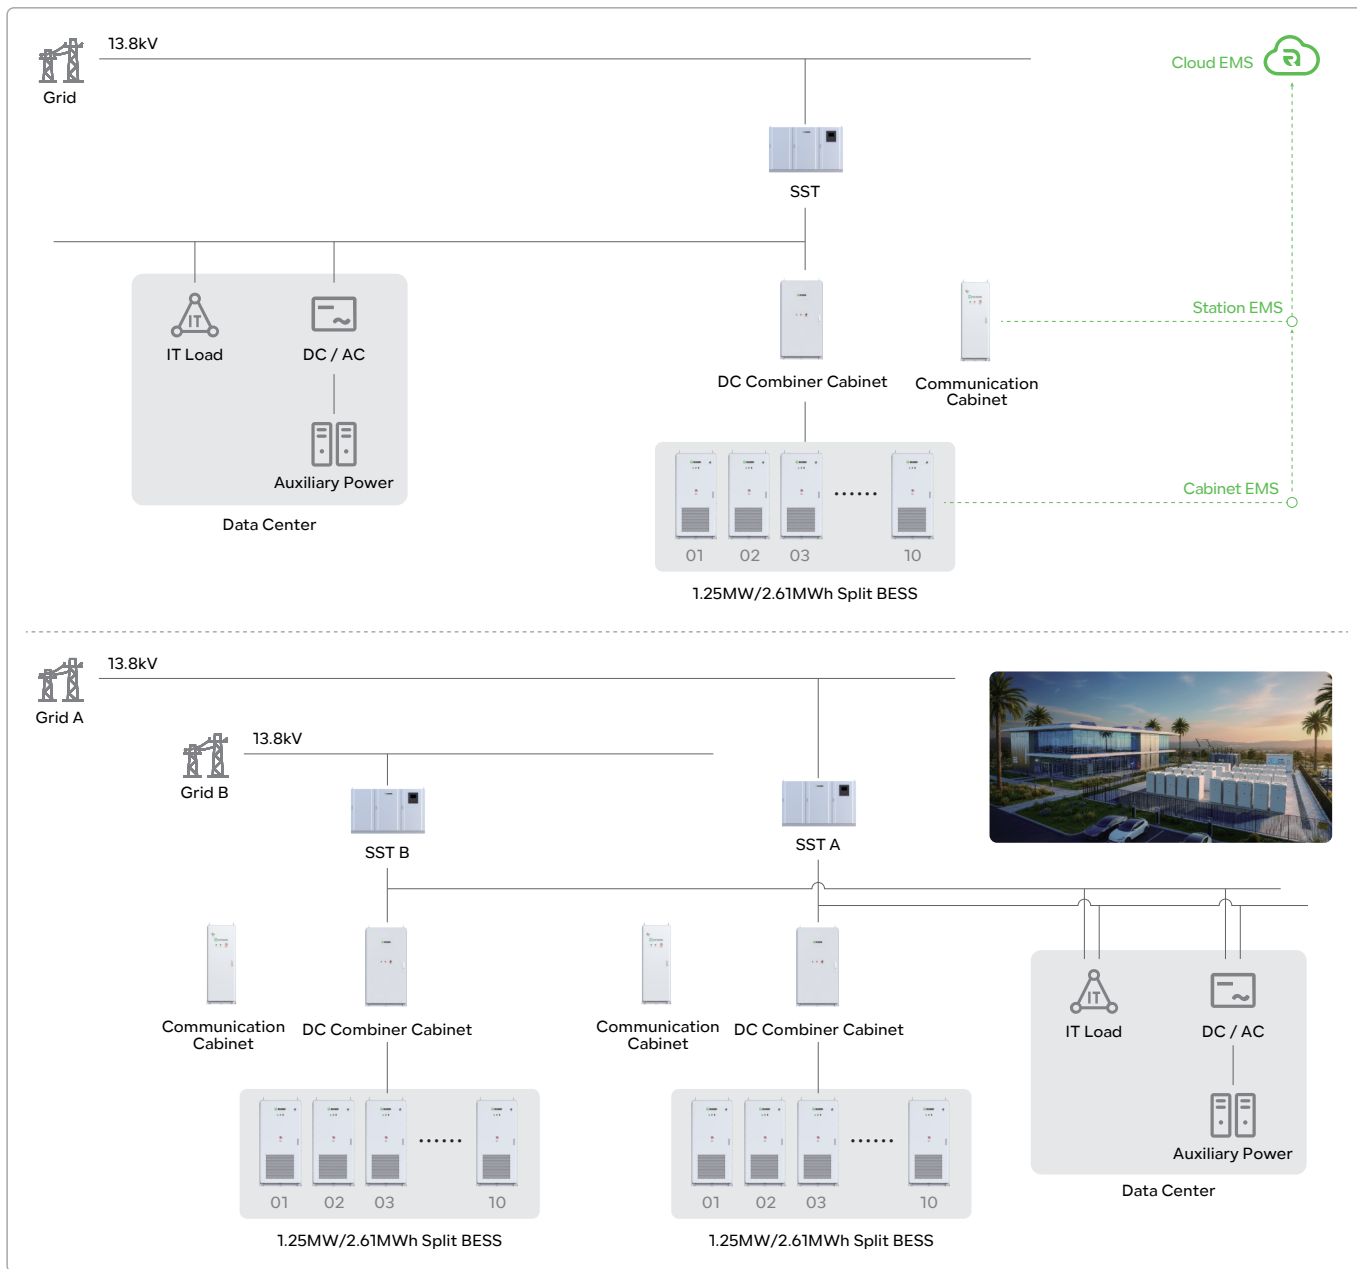 13.8kV
Grid
Cloud EMS
SST
IT
IT Load
DC / AC
Station EMS
DC Combiner Cabinet
Communication
Cabinet
Auxiliary Power
Cabinet EMS
Data Center
01 02 03 ...... 10
1.25MW/2.61MWh Split BESS
13.8kV
Grid A
13.8kV
Grid B
SST B
SST A
Communication
Cabinet
DC Combiner Cabinet
Communication
Cabinet
DC Combiner Cabinet
IT
IT Load
DC / AC
Auxiliary Power
Data Center
01 02 03 ...... 10
1.25MW/2.61MWh Split BESS
01 02 03 ...... 10
1.25MW/2.61MWh Split BESS